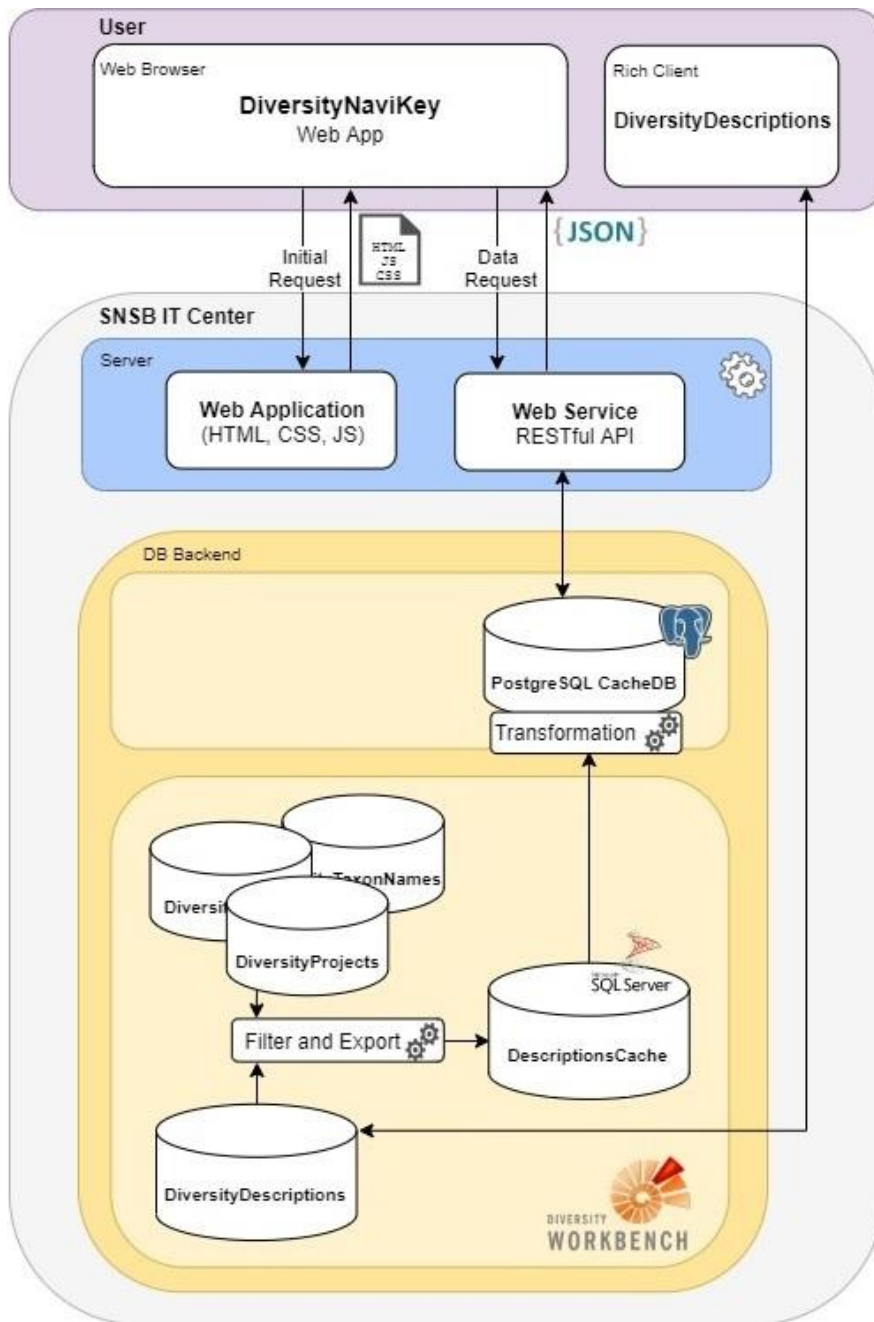 User
Web Browser
DiversityNaviKey
Web App
Rich Client
DiversityDescriptions
Initial
Request
HTML
JS
CSS
Data
Request
{JSON}
SNSB IT Center
Server
Web Application
(HTML, CSS, JS)
Web Service
RESTful API
DB Backend
PostgreSQL CacheDB
Transformation
TaxonNames
DiversityProjects
SQL Server
Filter and Export
DescriptionsCache
DiversityDescriptions
DIVERSITY
WORKBENCH